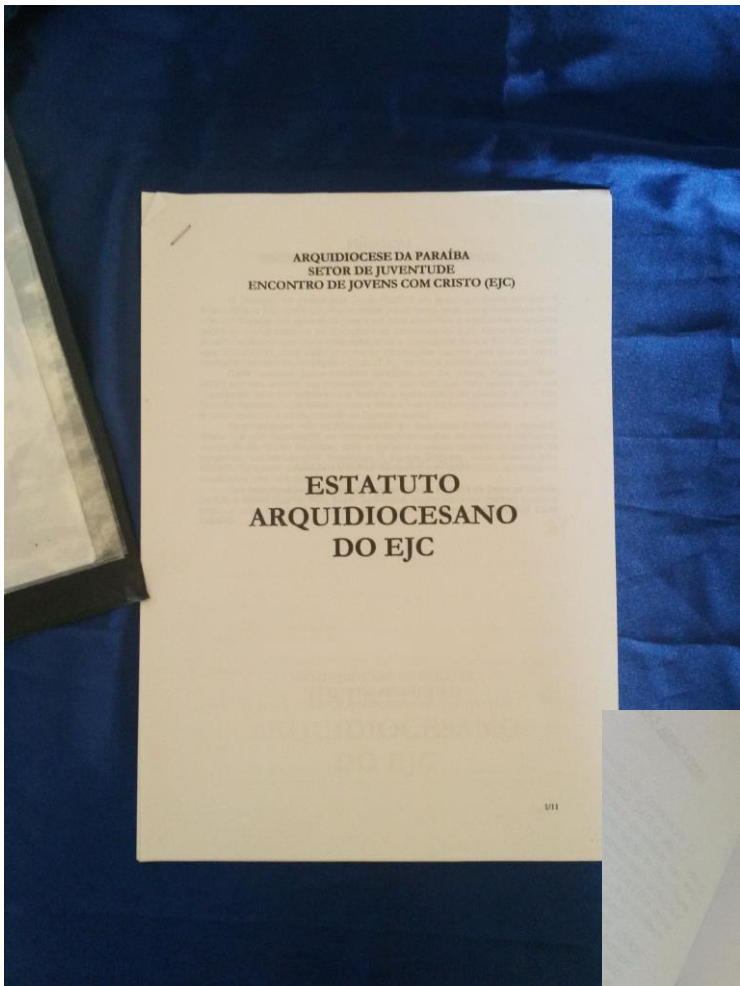 ARQUIDIOCESE DA PARAÍBA
SETOR DE JUVENTUDE
ENCONTRO DE JOVENS COM CRISTO (EJC)
ESTATUTO
ARQUIDIOCESANO
DO EJC
1/11